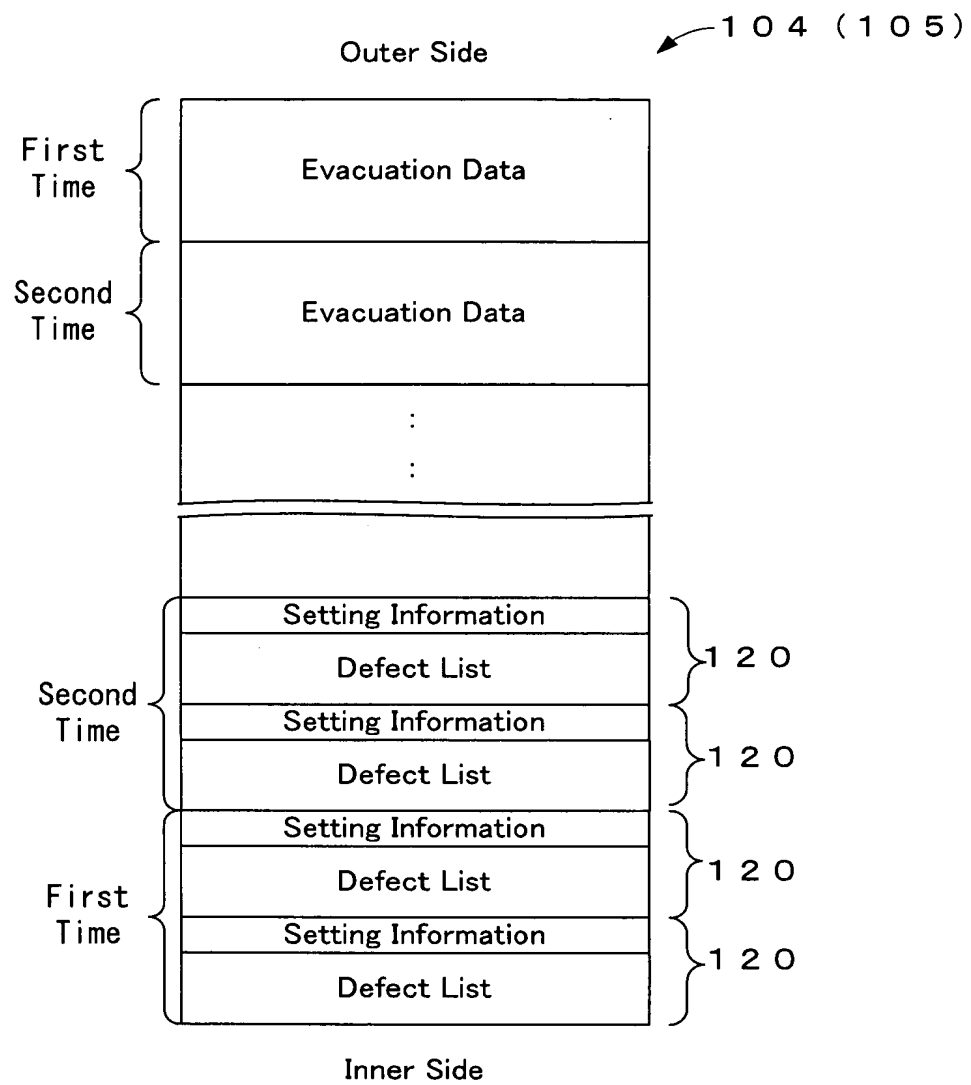 104 (105)
Outer Side
First
Time
Evacuation Data
Second
Time
Evacuation Data
:
:
Setting Information
Defect List
120
Second
Time
Setting Information
Defect List
120
Setting Information
Defect List
120
First
Time
Setting Information
Defect List
120
Inner Side